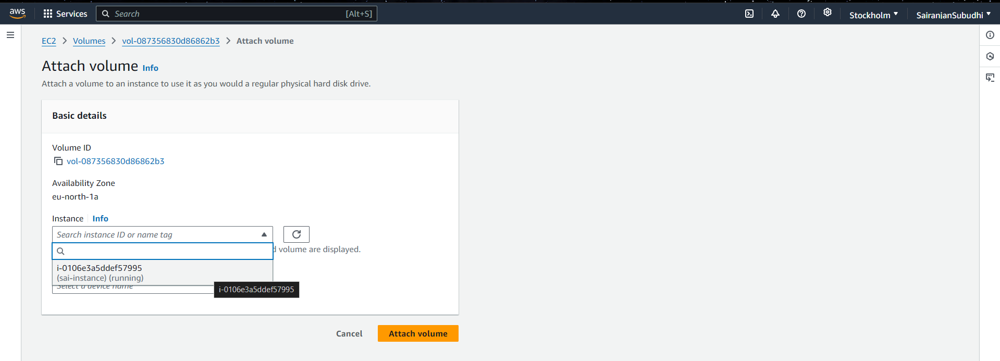 aws Services Search [Alt+S] Stockholm SairanjanSubudhi
EC2 > Volumes > vol-087356830d86862b3 > Attach volume
Attach volume Info
Attach a volume to an instance to use it as you would a regular physical hard disk drive.
Basic details
Volume ID
vol-087356830d86862b3
Availability Zone
eu-north-1a
Instance Info
Search instance ID or name tag
volume are displayed.
i-0106e3a5ddef57995
(sai-instance) (running)
Select a device name
i-0106e3a5ddef57995
Cancel Attach volume